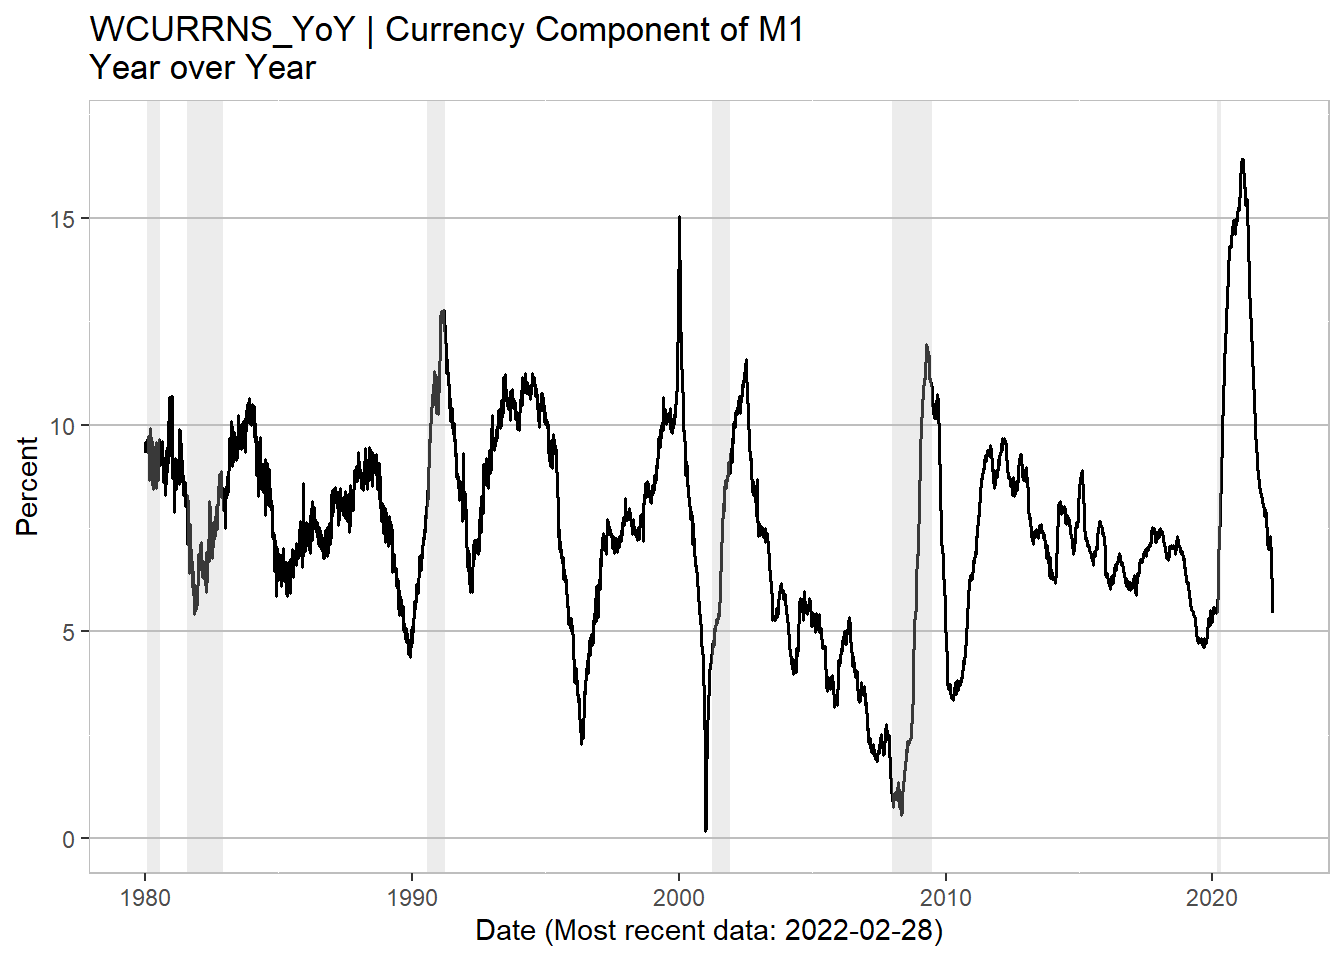 WCURRNS_YoY | Currency Component of M1
Year over Year
Percent
15
10
5
0
1980
1990
2000
2010
2020
Date (Most recent data: 2022-02-28)